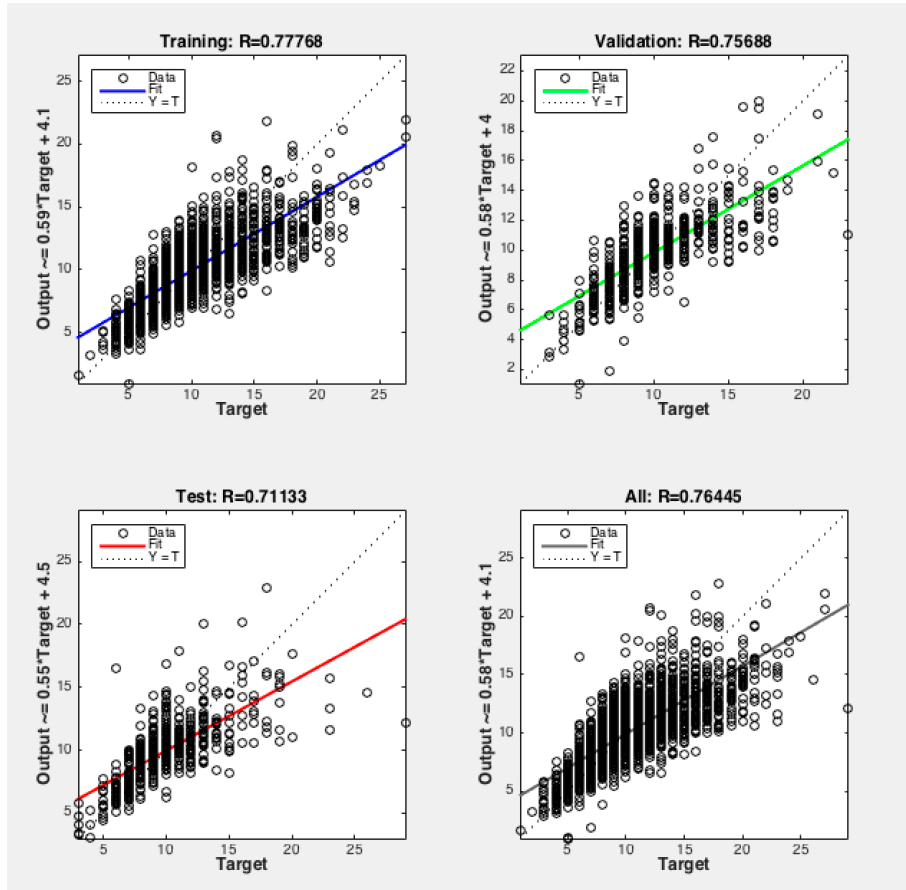 Training: R=0.77768
Data
Fit
Y = T
Output ~= 0.59*Target + 4.1
25
20
15
10
5
5
10
15
20
25
Target
Validation: R=0.75688
Data
Fit
Y = T
Output ~= 0.58*Target + 4
22
20
18
16
14
12
10
8
6
4
2
5
10
15
20
Target
Test: R=0.71133
Data
Fit
Y = T
Output ~= 0.55*Target + 4.5
25
20
15
10
5
5
10
15
20
25
Target
All: R=0.76445
Data
Fit
Y = T
Output ~= 0.58*Target + 4.1
25
20
15
10
5
5
10
15
20
25
Target